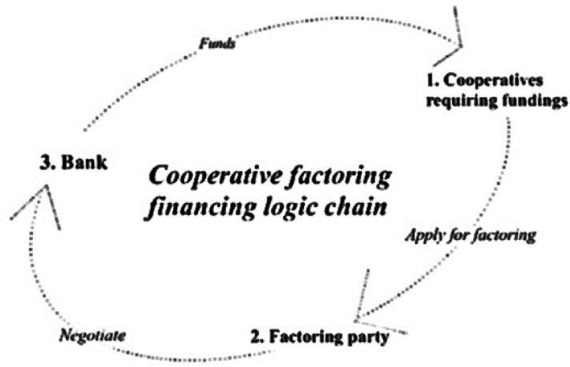 Funds
1. Cooperatives
requiring fundings
3. Bank
Cooperative factoring
financing logic chain
Apply for factoring
Negotiate
2. Factoring party